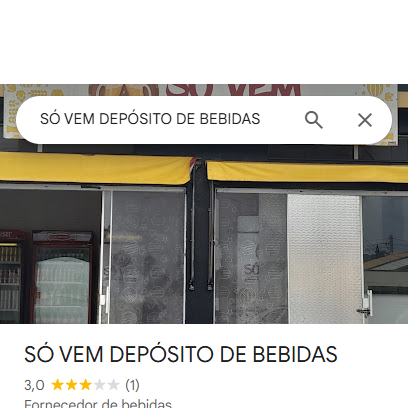 SÓ VEM
SÓ VEM DEPÓSITO DE BEBIDAS
SÓ VEM DEPÓSITO DE BEBIDAS
3,0 (1)
Fornecedor de bebidas